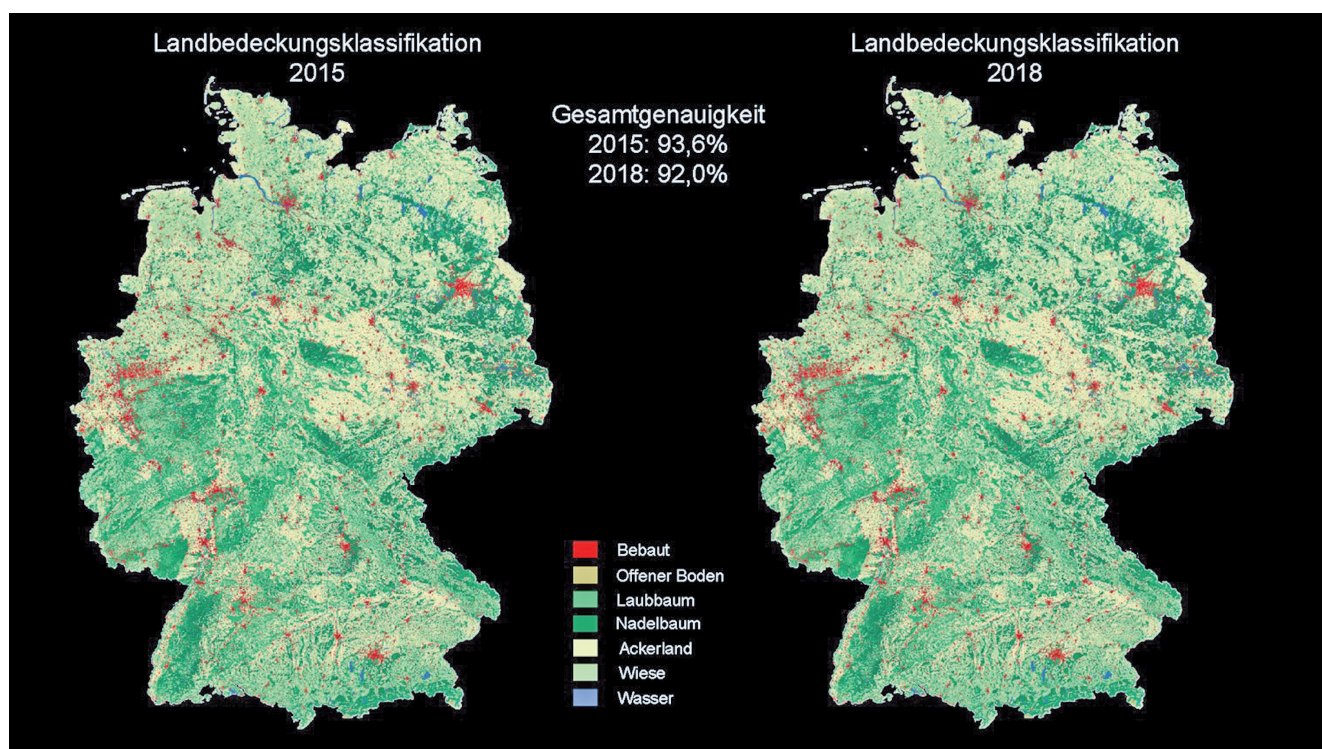 Landbedeckungsklassifikation
2015
Landbedeckungsklassifikation
2018
Gesamtgenauigkeit
2015: 93,6%
2018: 92,0%
Bebaut
Offener Boden
Laubbaum
Nadelbaum
Ackerland
Wiese
Wasser